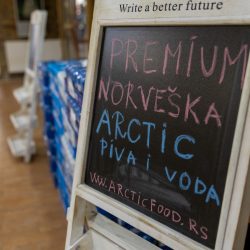 Write a better future
PREMIUM
NORVEŠKA
ARCTIC
PIVA I VODA
WWW.ARCTICFOOD.RS